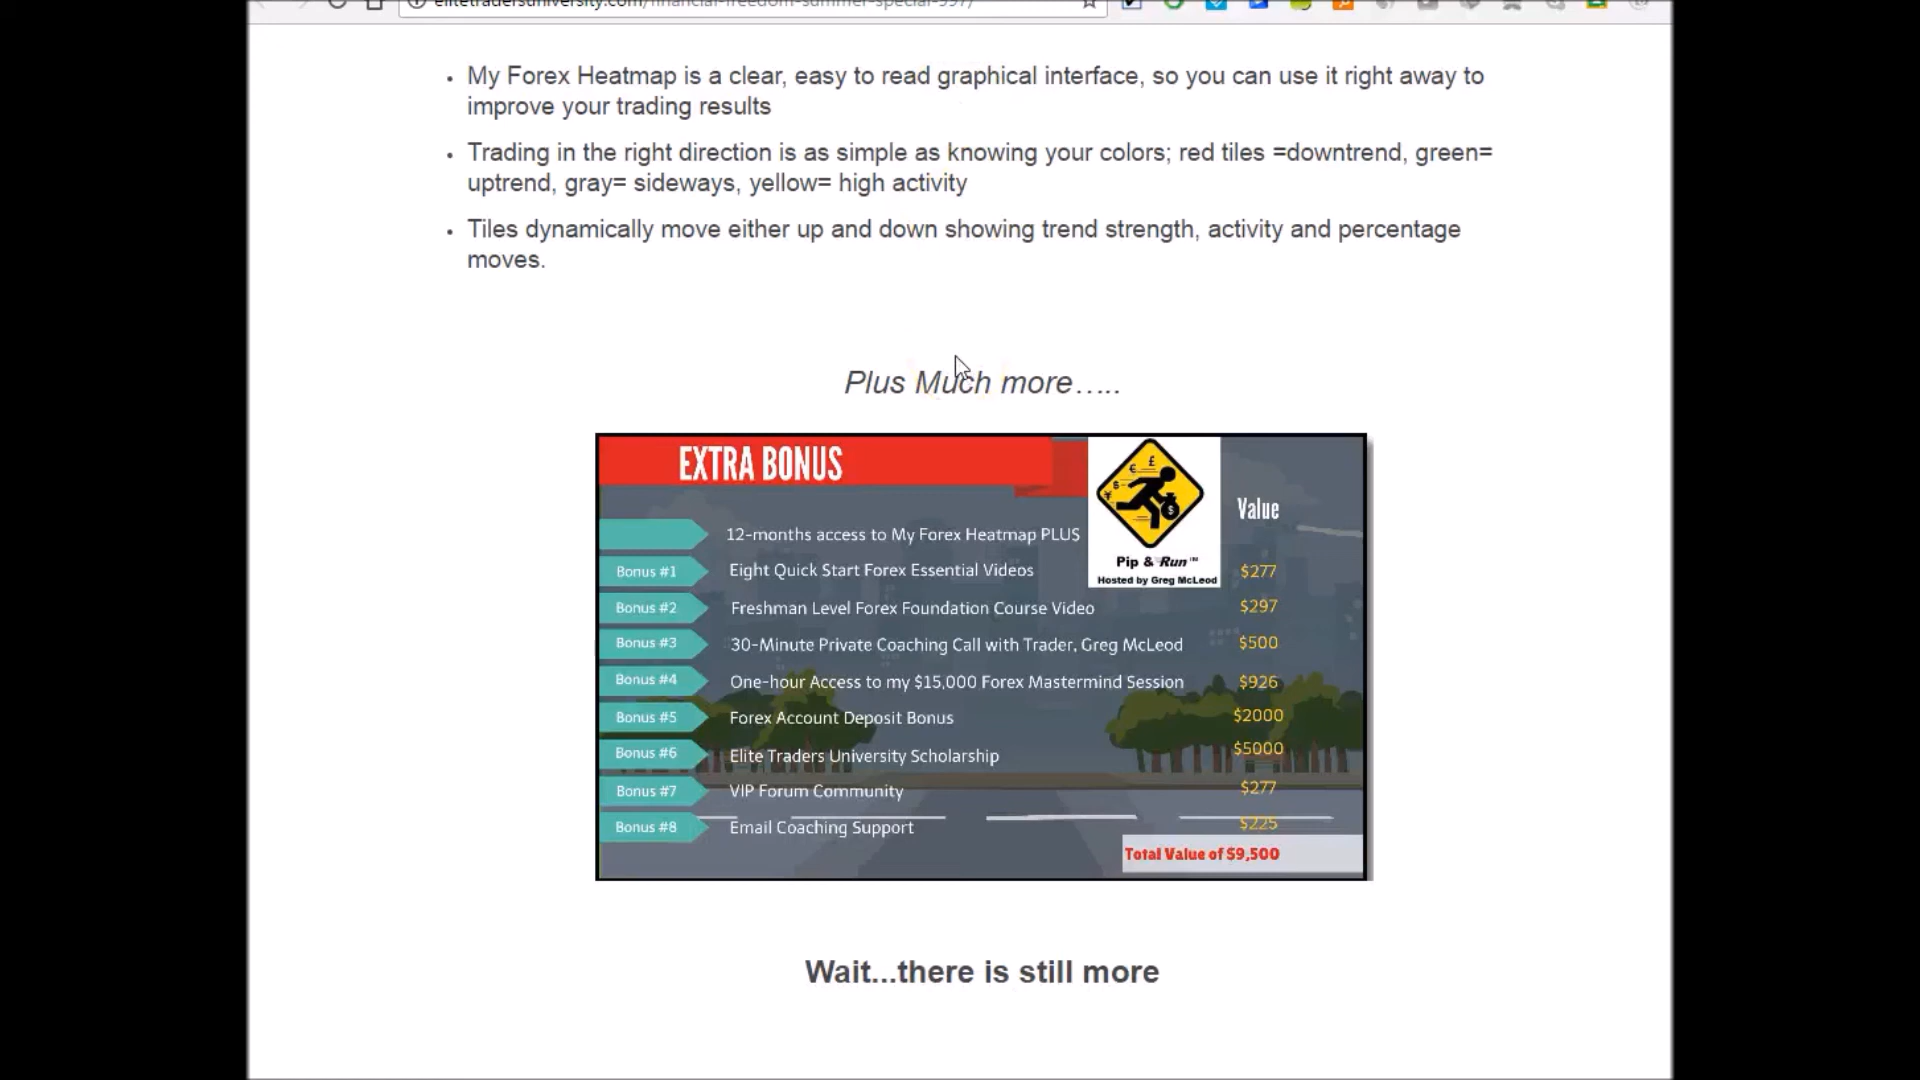 elitetradersuniversity.com/financial-freedom-summer-special-997/
My Forex Heatmap is a clear, easy to read graphical interface, so you can use it right away to
improve your trading results
Trading in the right direction is as simple as knowing your colors; red tiles =downtrend, green=
uptrend, gray= sideways, yellow= high activity
Tiles dynamically move either up and down showing trend strength, activity and percentage
moves.
Plus Much more…..
EXTRA BONUS
Value
12-months access to My Forex Heatmap PLUS
Pip & Run™
Hosted by Greg McLeod
Bonus #1 Eight Quick Start Forex Essential Videos $277
Bonus #2 Freshman Level Forex Foundation Course Video $297
Bonus #3 30-Minute Private Coaching Call with Trader, Greg McLeod $500
Bonus #4 One-hour Access to my $15,000 Forex Mastermind Session $926
Bonus #5 Forex Account Deposit Bonus $2000
Bonus #6 Elite Traders University Scholarship $5000
Bonus #7 VIP Forum Community $277
Bonus #8 Email Coaching Support $225
Total Value of $9,500
Wait...there is still more